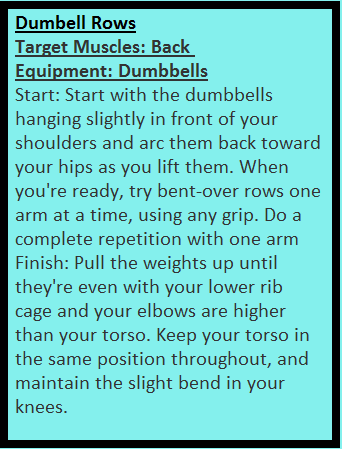 Dumbell Rows
Target Muscles: Back
Equipment: Dumbbells
Start: Start with the dumbbells
hanging slightly in front of your
shoulders and arc them back toward
your hips as you lift them. When
you're ready, try bent-over rows one
arm at a time, using any grip. Do a
complete repetition with one arm
Finish: Pull the weights up until
they're even with your lower rib
cage and your elbows are higher
than your torso. Keep your torso in
the same position throughout, and
maintain the slight bend in your
knees.